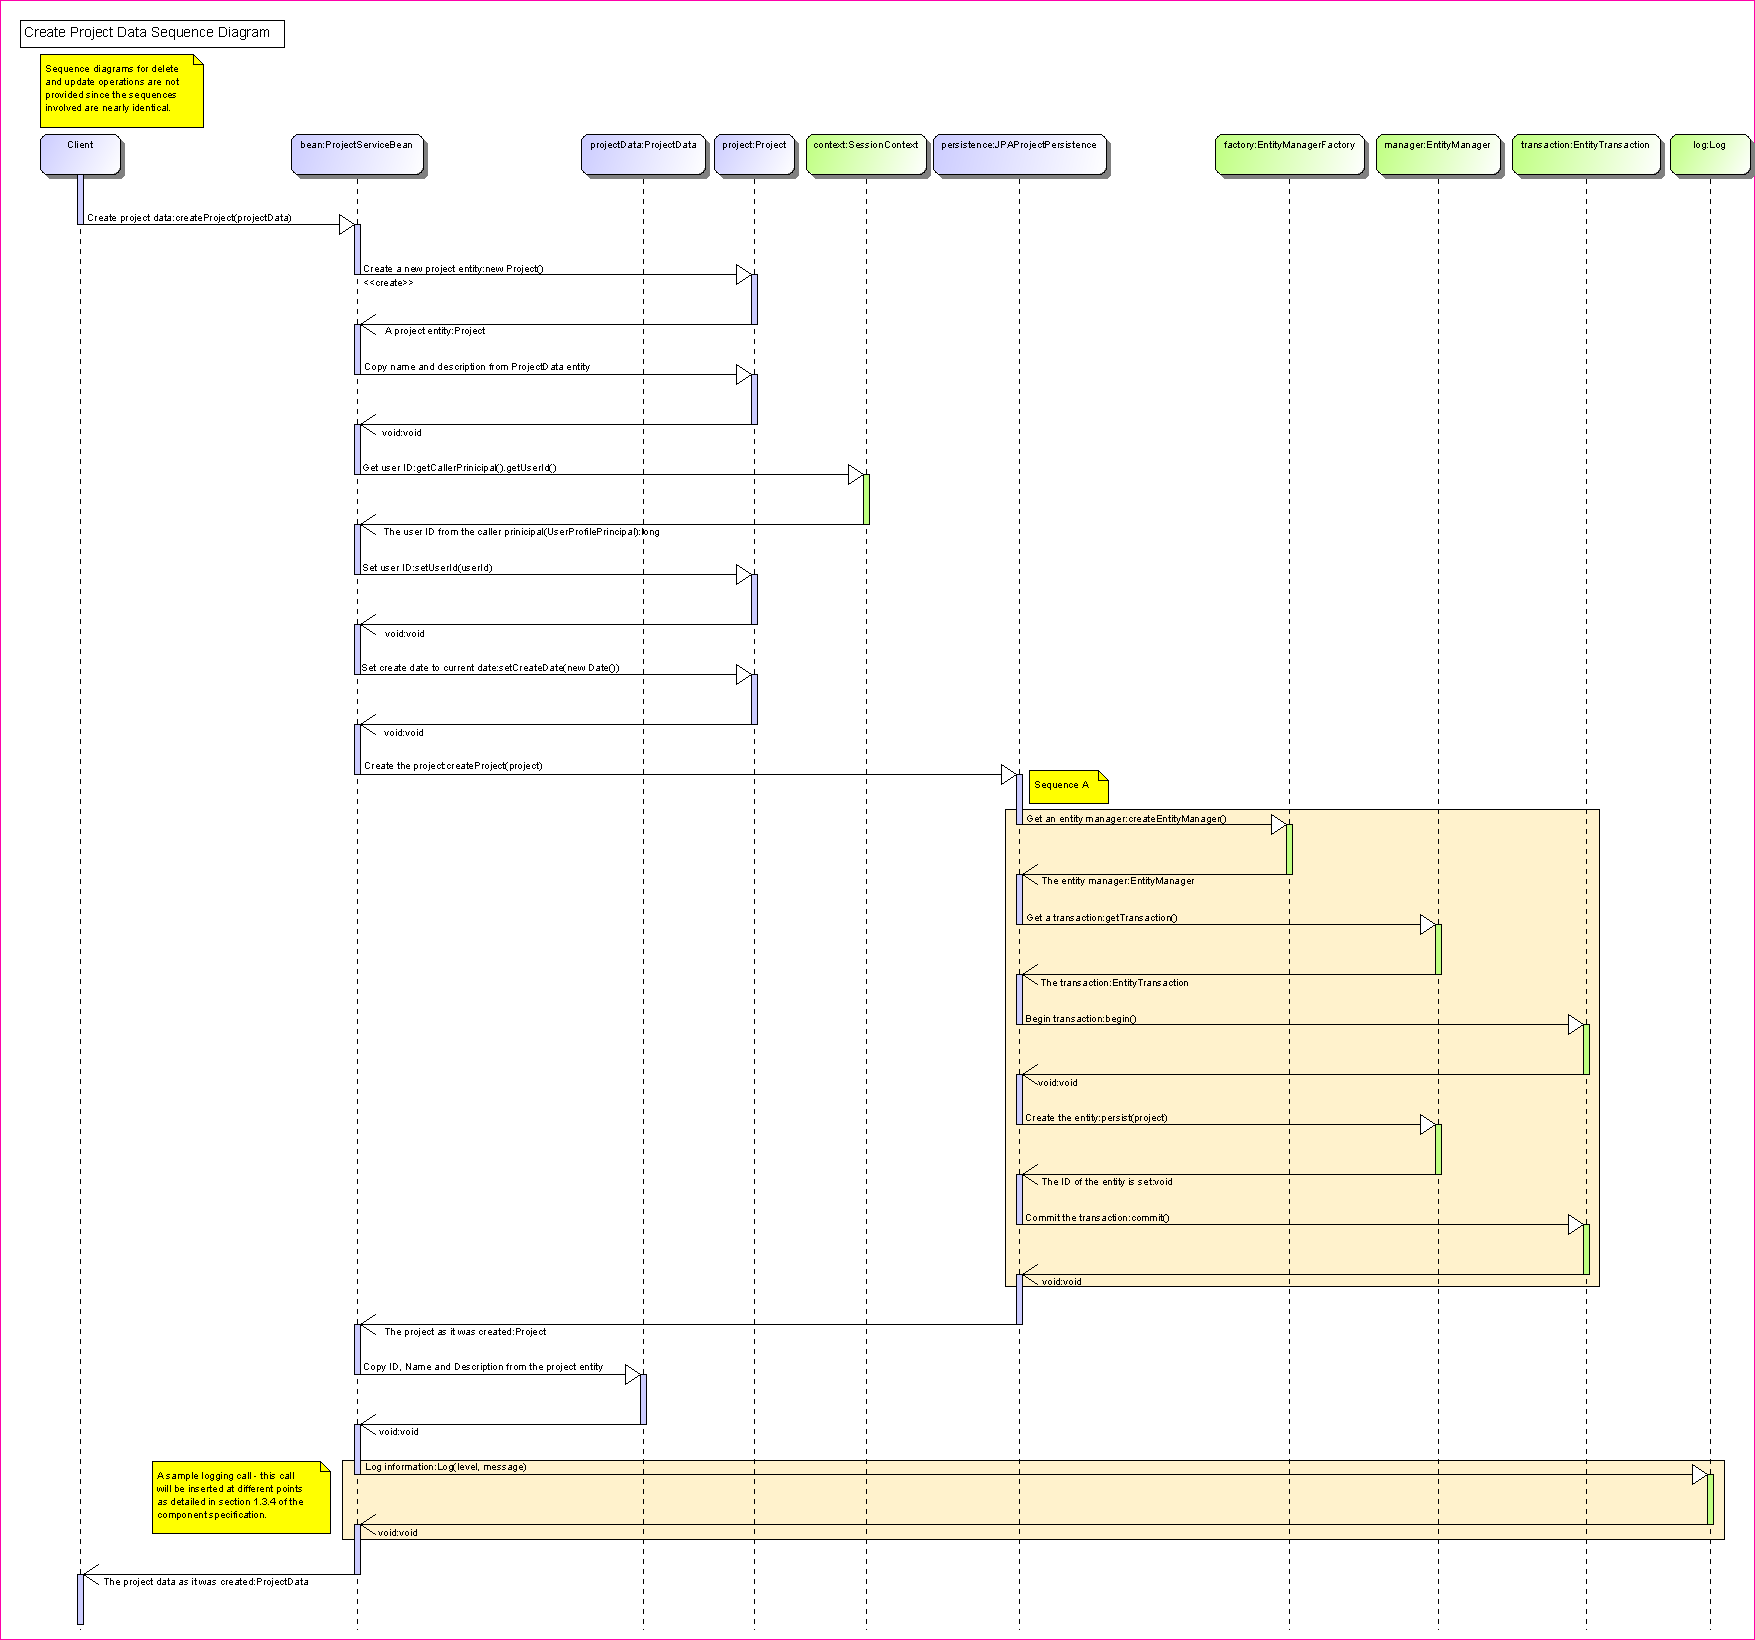 Create Project Data Sequence Diagram
Sequence diagrams for delete
and update operations are not
provided since the sequences
involved are nearly identical.
Client
bean:ProjectServiceBean
projectData:ProjectData
project:Project
context:SessionContext
persistence:JPAProjectPersistence
factory:EntityManagerFactory
manager:EntityManager
transaction:EntityTransaction
log:Log
Create project data:createProject(projectData)
Create a new project entity:new Project()
<<create>>
A project entity:Project
Copy name and description from ProjectData entity
void:void
Get user ID:getCallerPrinicipal().getUserId()
The user ID from the caller prinicipal(UserProfilePrincipal):long
Set user ID:setUserId(userId)
void:void
Set create date to current date:setCreateDate(new Date())
void:void
Create the project:createProject(project)
Sequence A
Get an entity manager:createEntityManager()
The entity manager:EntityManager
Get a transaction:getTransaction()
The transaction:EntityTransaction
Begin transaction:begin()
void:void
Create the entity:persist(project)
The ID of the entity is set:void
Commit the transaction:commit()
void:void
The project as it was created:Project
Copy ID, Name and Description from the project entity
void:void
A sample logging call - this call
will be inserted at different points
as detailed in section 1.3.4 of the
component specification.
Log information:Log(level, message)
void:void
The project data as it was created:ProjectData